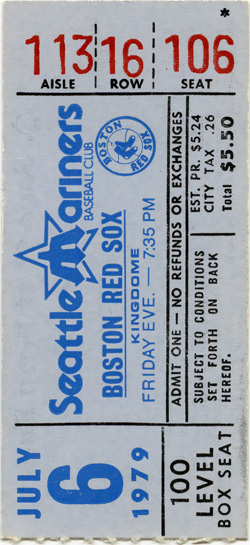 *
113 16 106
AISLE ROW SEAT
Seattle Mariners
BASEBALL CLUB
BOSTON
RED SOX
BOSTON RED SOX
KINGDOME
FRIDAY EVE. — 7:35 PM
ADMIT ONE — NO REFUNDS OR EXCHANGES
EST. PR. $5.24
CITY TAX .26
Total $5.50
SUBJECT TO CONDITIONS
SET FORTH ON BACK
HEREOF.
JULY
6
1979
100 LEVEL
BOX SEAT